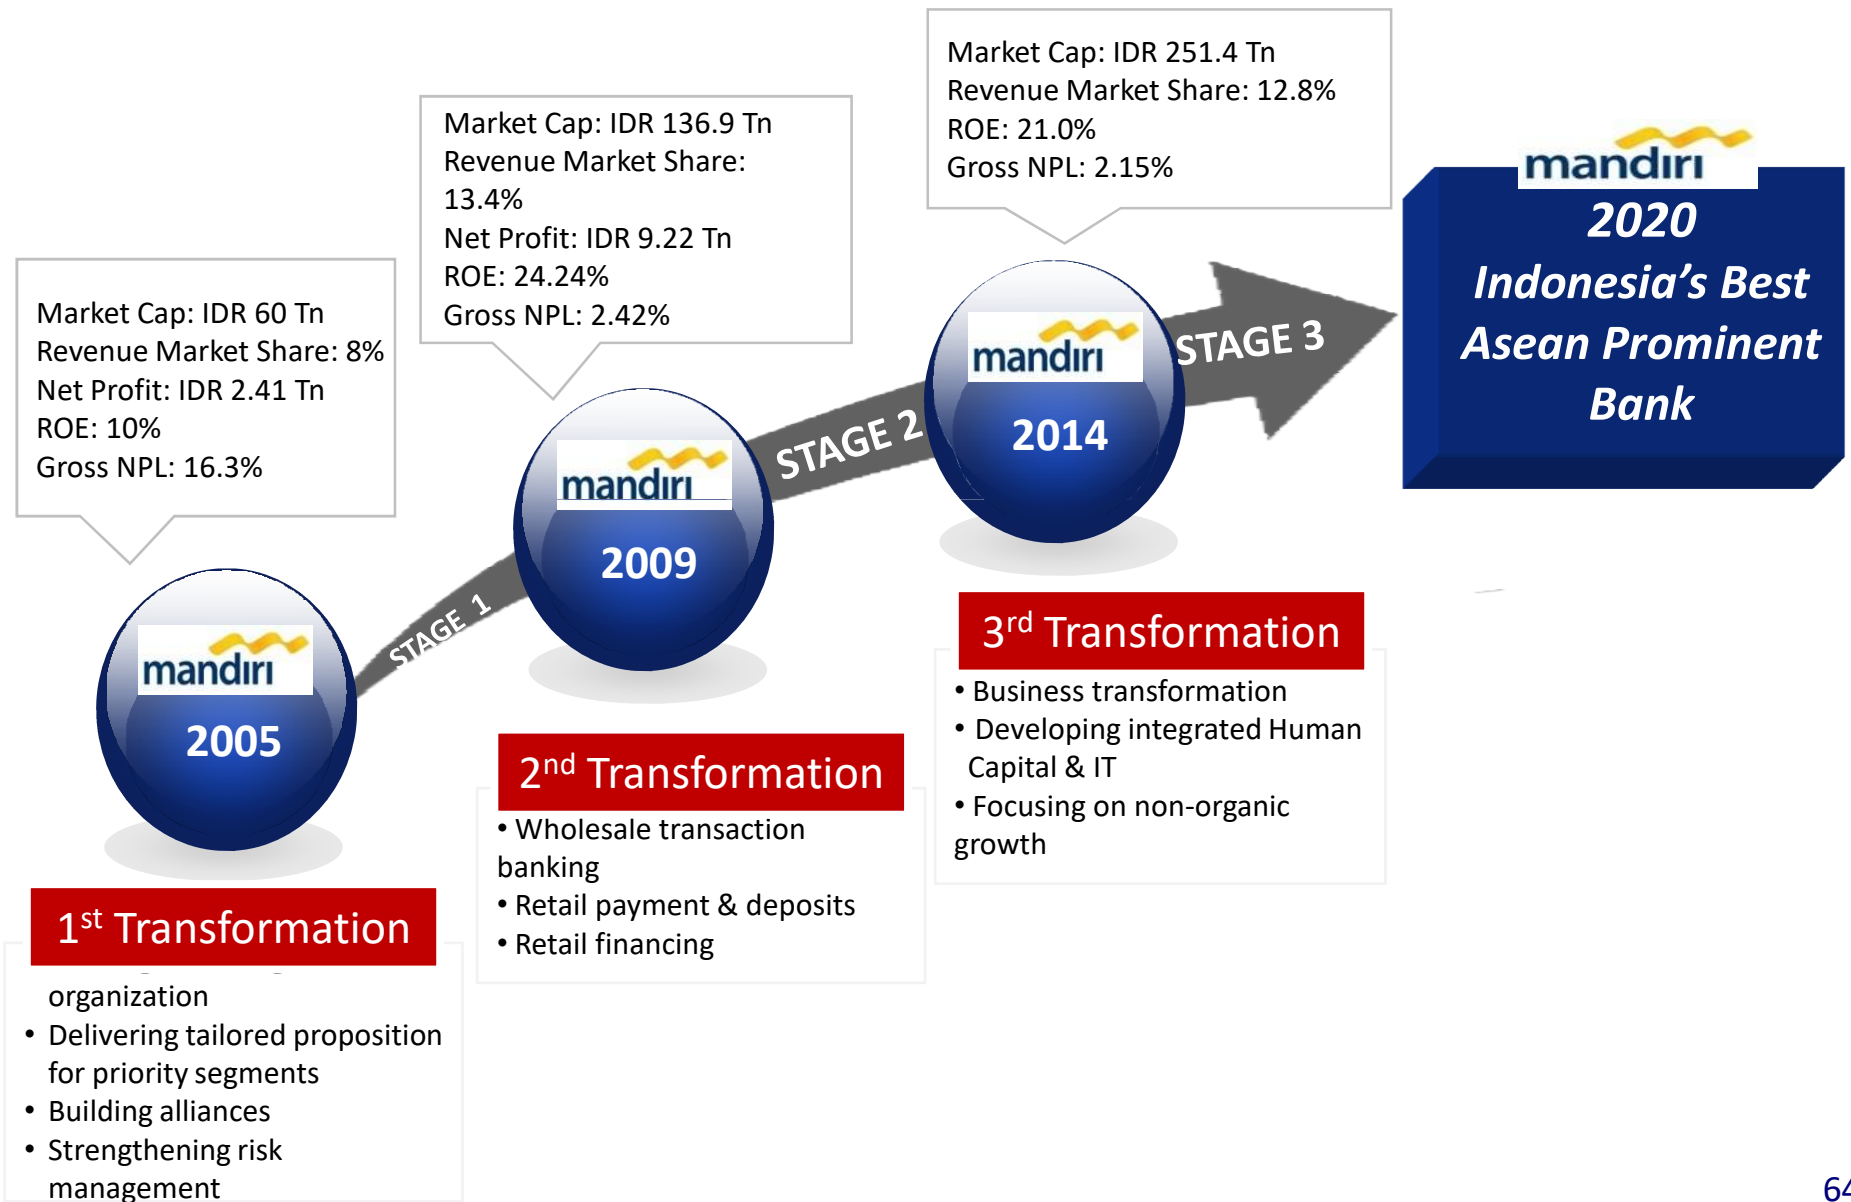 Market Cap: IDR 60 Tn
Revenue Market Share: 8%
Net Profit: IDR 2.41 Tn
ROE: 10%
Gross NPL: 16.3%
Market Cap: IDR 136.9 Tn
Revenue Market Share:
13.4%
Net Profit: IDR 9.22 Tn
ROE: 24.24%
Gross NPL: 2.42%
Market Cap: IDR 251.4 Tn
Revenue Market Share: 12.8%
ROE: 21.0%
Gross NPL: 2.15%
mandırı
2005
STAGE 1
mandırı
2009
STAGE 2
mandırı
2014
STAGE 3
mandırı
2020
Indonesia’s Best
Asean Prominent
Bank
1st Transformation
organization
• Delivering tailored proposition
for priority segments
• Building alliances
• Strengthening risk
management
2nd Transformation
• Wholesale transaction
banking
• Retail payment & deposits
• Retail financing
3rd Transformation
• Business transformation
• Developing integrated Human
Capital & IT
• Focusing on non-organic
growth
64